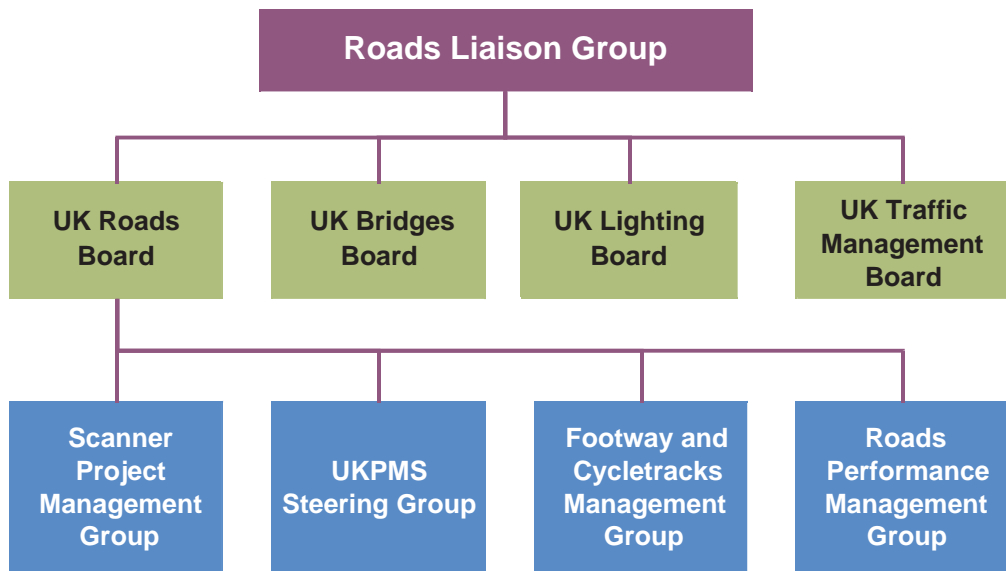 Roads Liaison Group
UK Roads
Board
UK Bridges
Board
UK Lighting
Board
UK Traffic
Management
Board
Scanner
Project
Management
Group
UKPMS
Steering Group
Footway and
Cycletracks
Management
Group
Roads
Performance
Management
Group